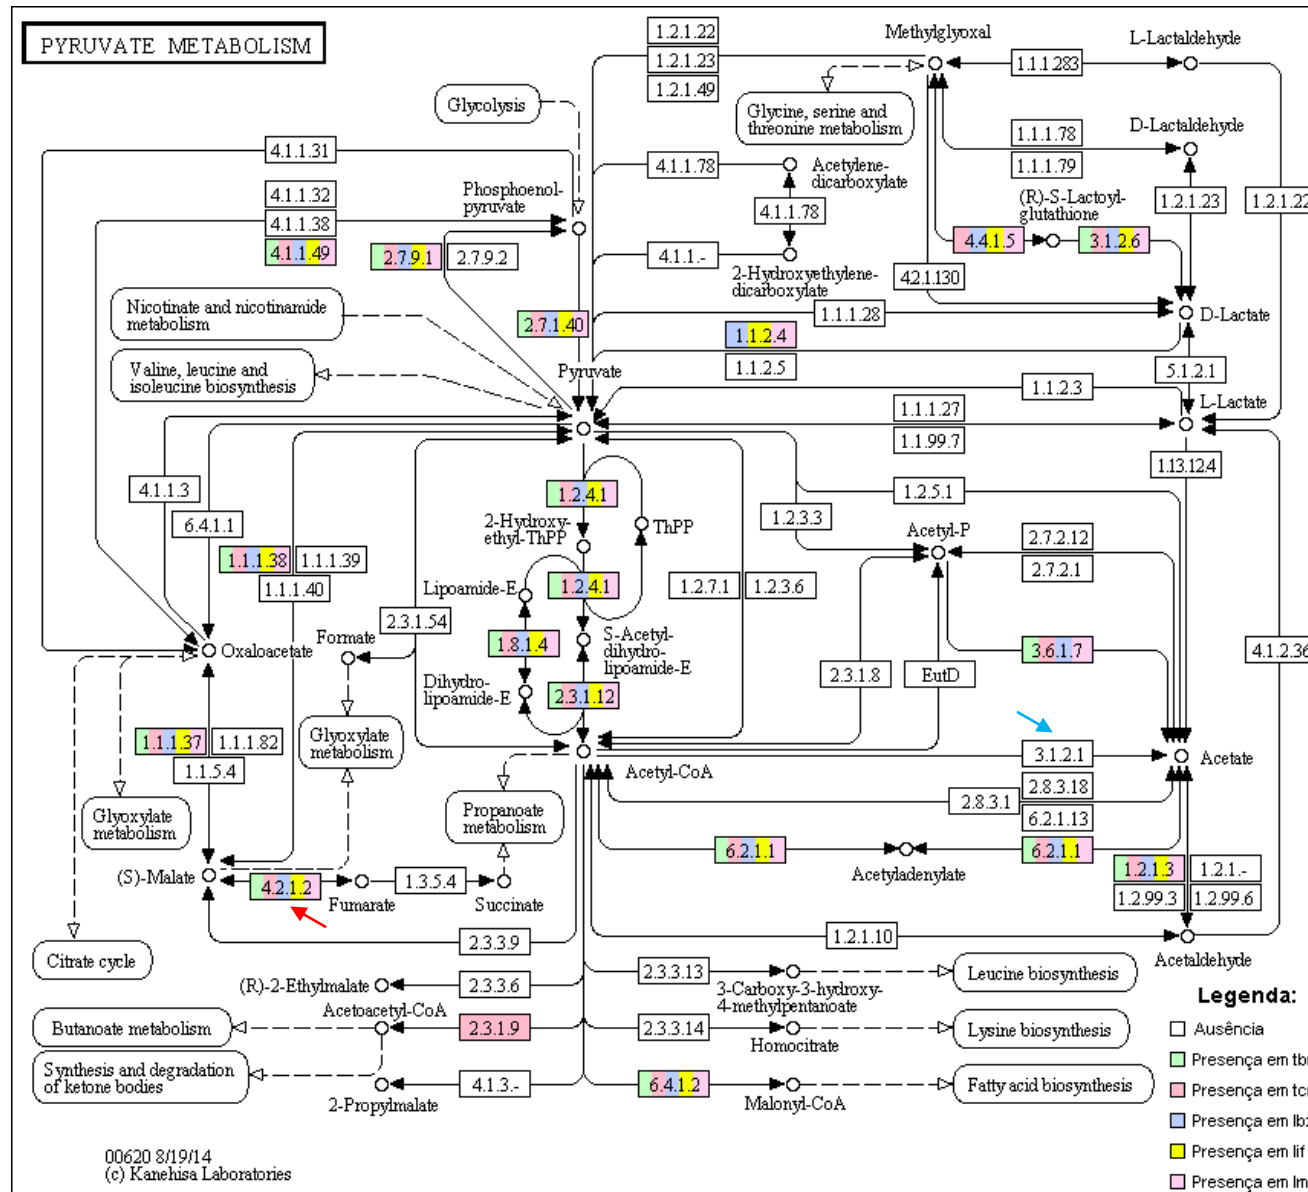 PYRUVATE METABOLISM
1.2.1.22
1.2.1.23
1.2.1.49
Methylglyoxal
1.1.1.283
L-Lactaldehyde
Glycolysis
Glycine, serine and
threonine metabolism
D-Lactaldehyde
1.1.1.78
1.1.1.79
4.1.1.31
4.1.1.32
4.1.1.38
4.1.1.49
Phosphoenol-
pyruvate
4.1.1.78
Acetylene-
dicarboxylate
4.1.1.78
(R)-S-Lactoyl-
glutathione
1.2.1.23
1.2.1.22
2.7.9.1
2.7.9.2
4.1.1.-
2-Hydroxyethylene-
dicarboxylate
4.4.1.5
3.1.2.6
4.2.1.130
Nicotinate and nicotinamide
metabolism
2.7.1.40
1.1.1.28
D-Lactate
1.1.2.4
1.1.2.5
Valine, leucine and
isoleucine biosynthesis
Pyruvate
5.1.2.1
1.1.2.3
L-Lactate
1.1.1.27
1.1.99.7
1.13.12.4
4.1.1.3
6.4.1.1
1.2.4.1
1.2.5.1
1.2.3.3
2-Hydroxy-
ethyl-ThPP
ThPP
Acetyl-P
2.7.2.12
2.7.2.1
1.1.1.38
1.1.1.39
1.1.1.40
Lipoamide-E
1.2.4.1
1.2.7.1
1.2.3.6
2.3.1.54
Formate
Oxaloacetate
1.8.1.4
S-Acetyl-
dihydro-
lipoamide-E
3.6.1.7
4.1.2.36
2.3.1.8
EutD
Dihydro-
lipoamide-E
2.3.1.12
1.1.1.37
1.1.1.82
1.1.5.4
Glyoxylate
metabolism
Acetyl-CoA
3.1.2.1
Acetate
2.8.3.1
2.8.3.18
6.2.1.13
Glyoxylate
metabolism
Propanoate
metabolism
6.2.1.1
Acetyladenylate
6.2.1.1
1.2.1.3
1.2.1.-
1.2.99.3
1.2.99.6
(S)-Malate
4.2.1.2
Fumarate
1.3.5.4
Succinate
2.3.3.9
1.2.1.10
Acetaldehyde
Citrate cycle
(R)-2-Ethylmalate
2.3.3.6
2.3.3.13
3-Carboxy-3-hydroxy-
4-methylpentanoate
Leucine biosynthesis
Butanoate metabolism
Acetoacetyl-CoA
2.3.1.9
2.3.3.14
Homocitrate
Lysine biosynthesis
Synthesis and degradation
of ketone bodies
4.1.3.-
2-Propylmalate
6.4.1.2
Malonyl-CoA
Fatty acid biosynthesis
Legenda:
Ausência
Presença em tbr
Presença em tcr
Presença em lbz
Presença em lif
Presença em lm
00620 8/19/14
(c) Kanehisa Laboratories